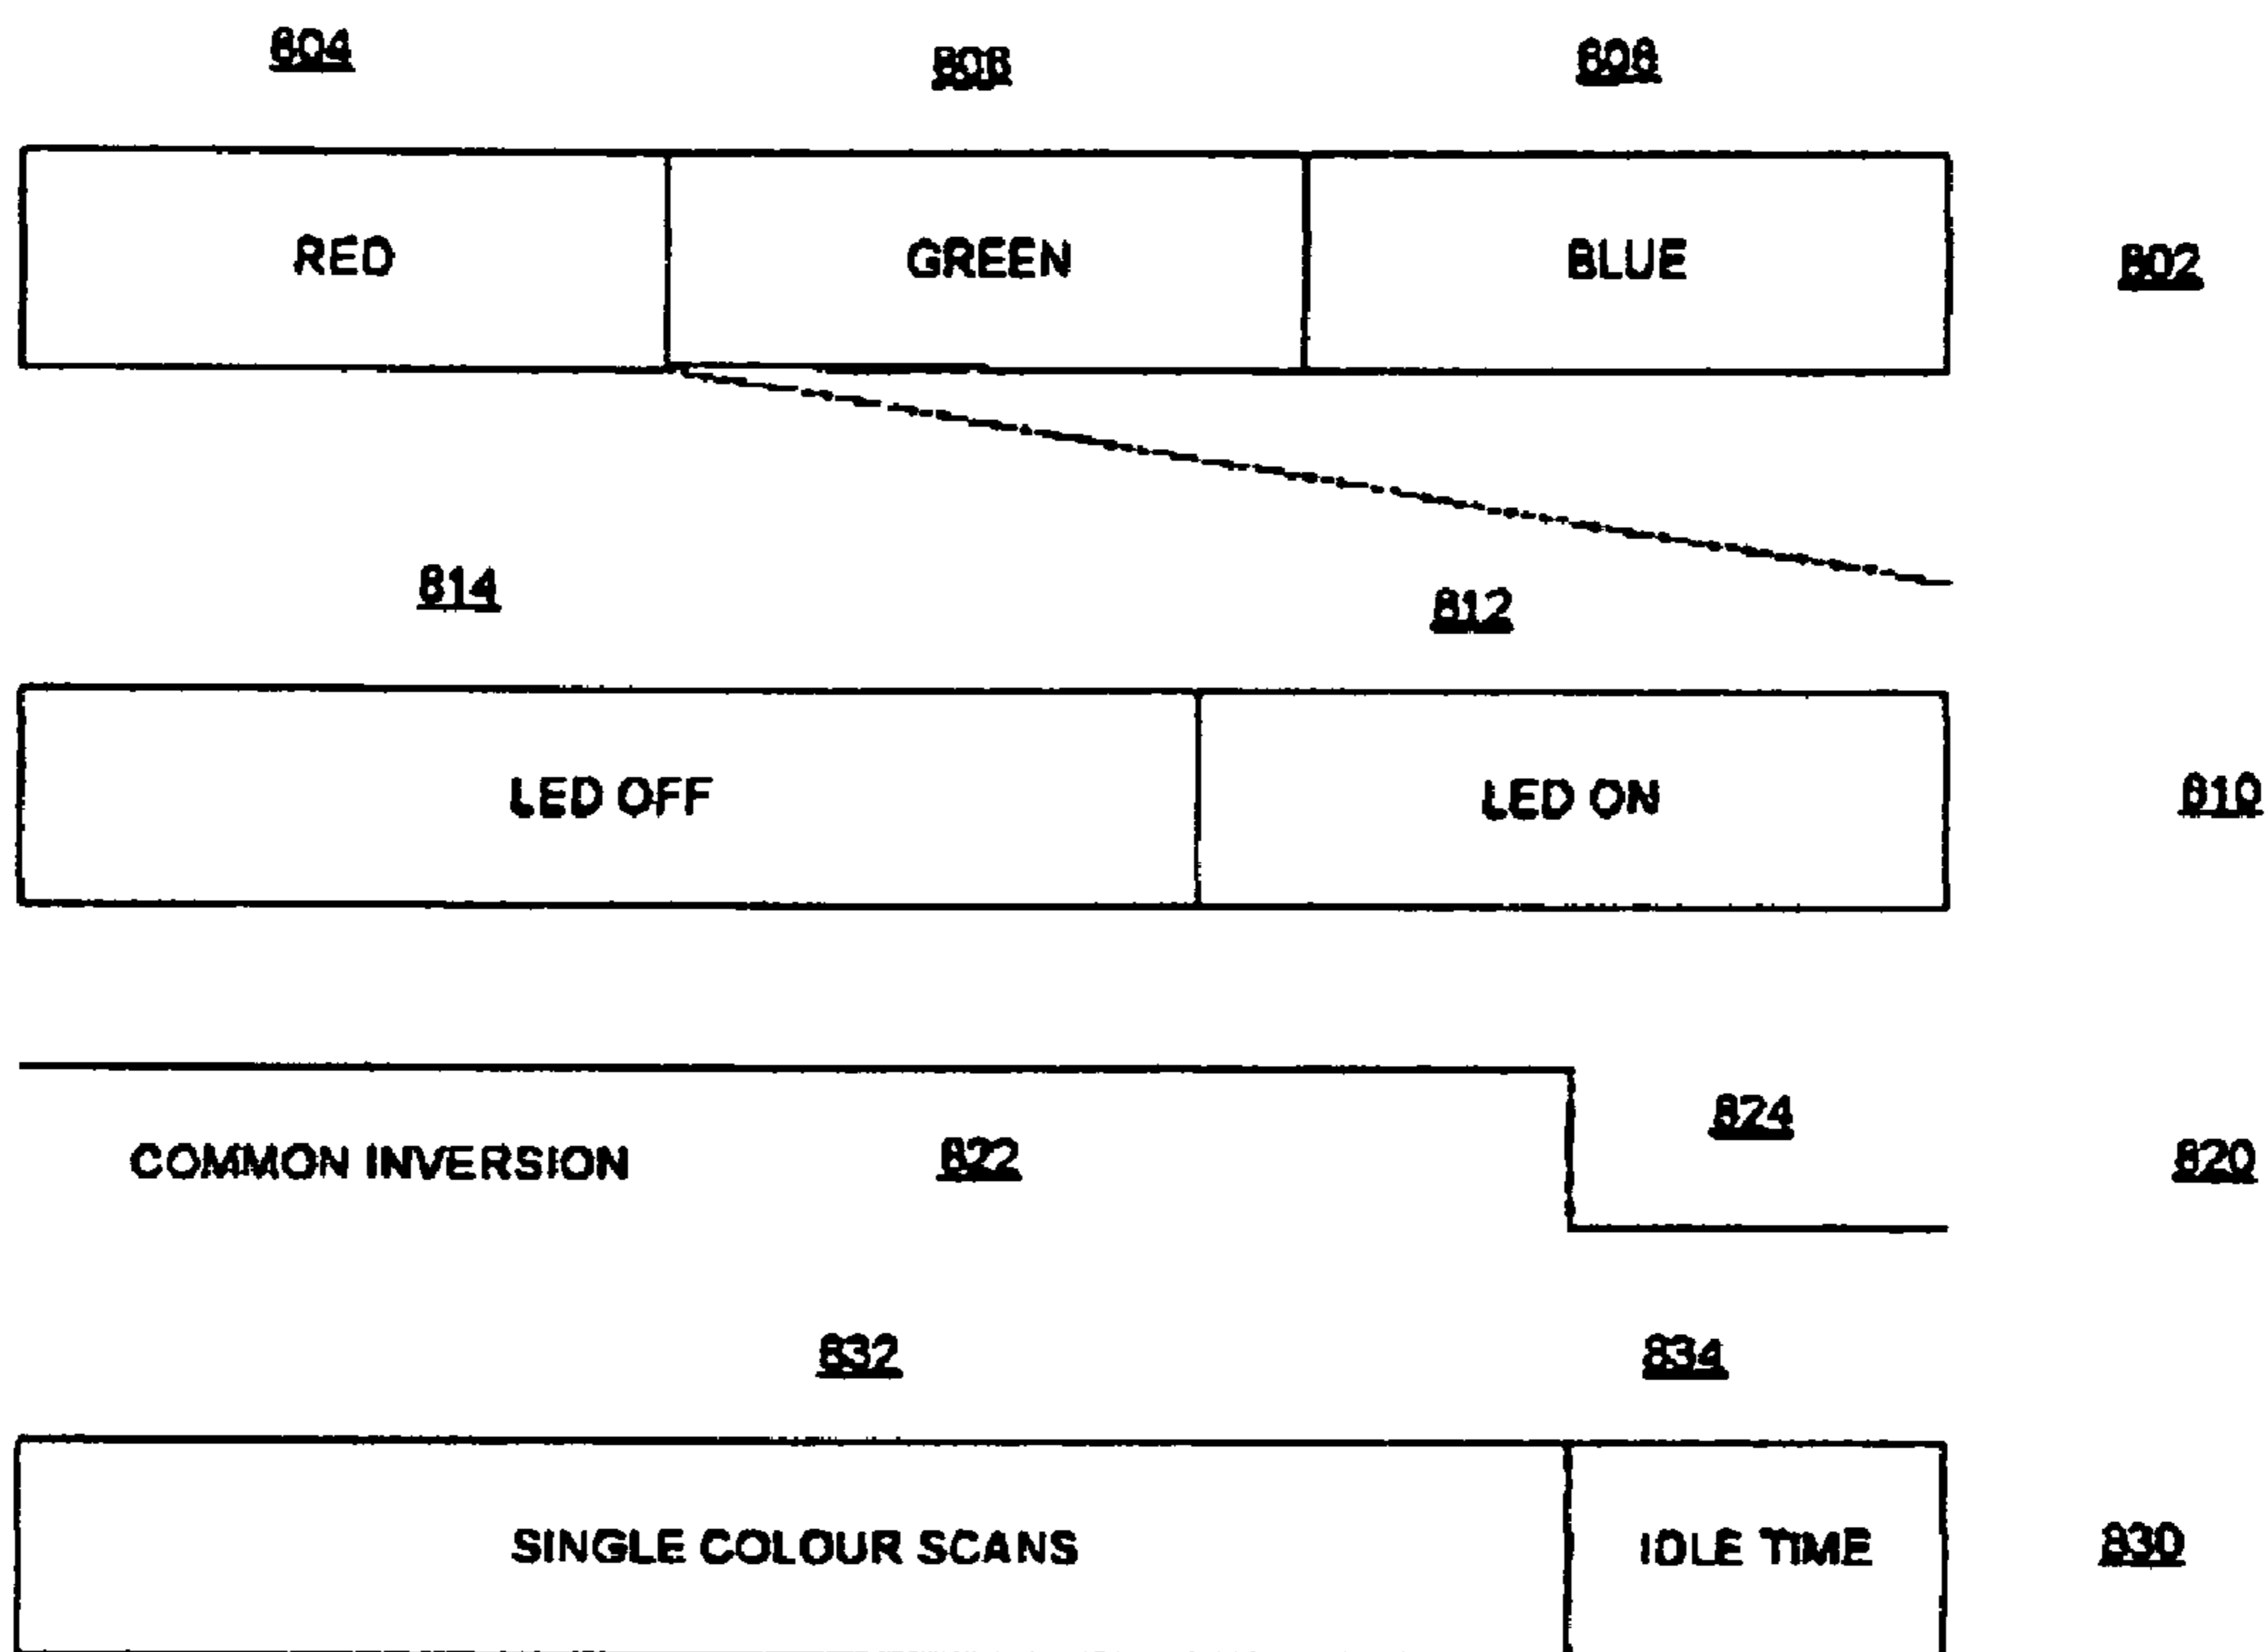 804
806
808
RED
GREEN
BLUE
802
814
812
LED OFF
LED ON
810
824
COMMON INVERSION
822
820
832
834
SINGLE COLOUR SCANS
IDLE TIME
830